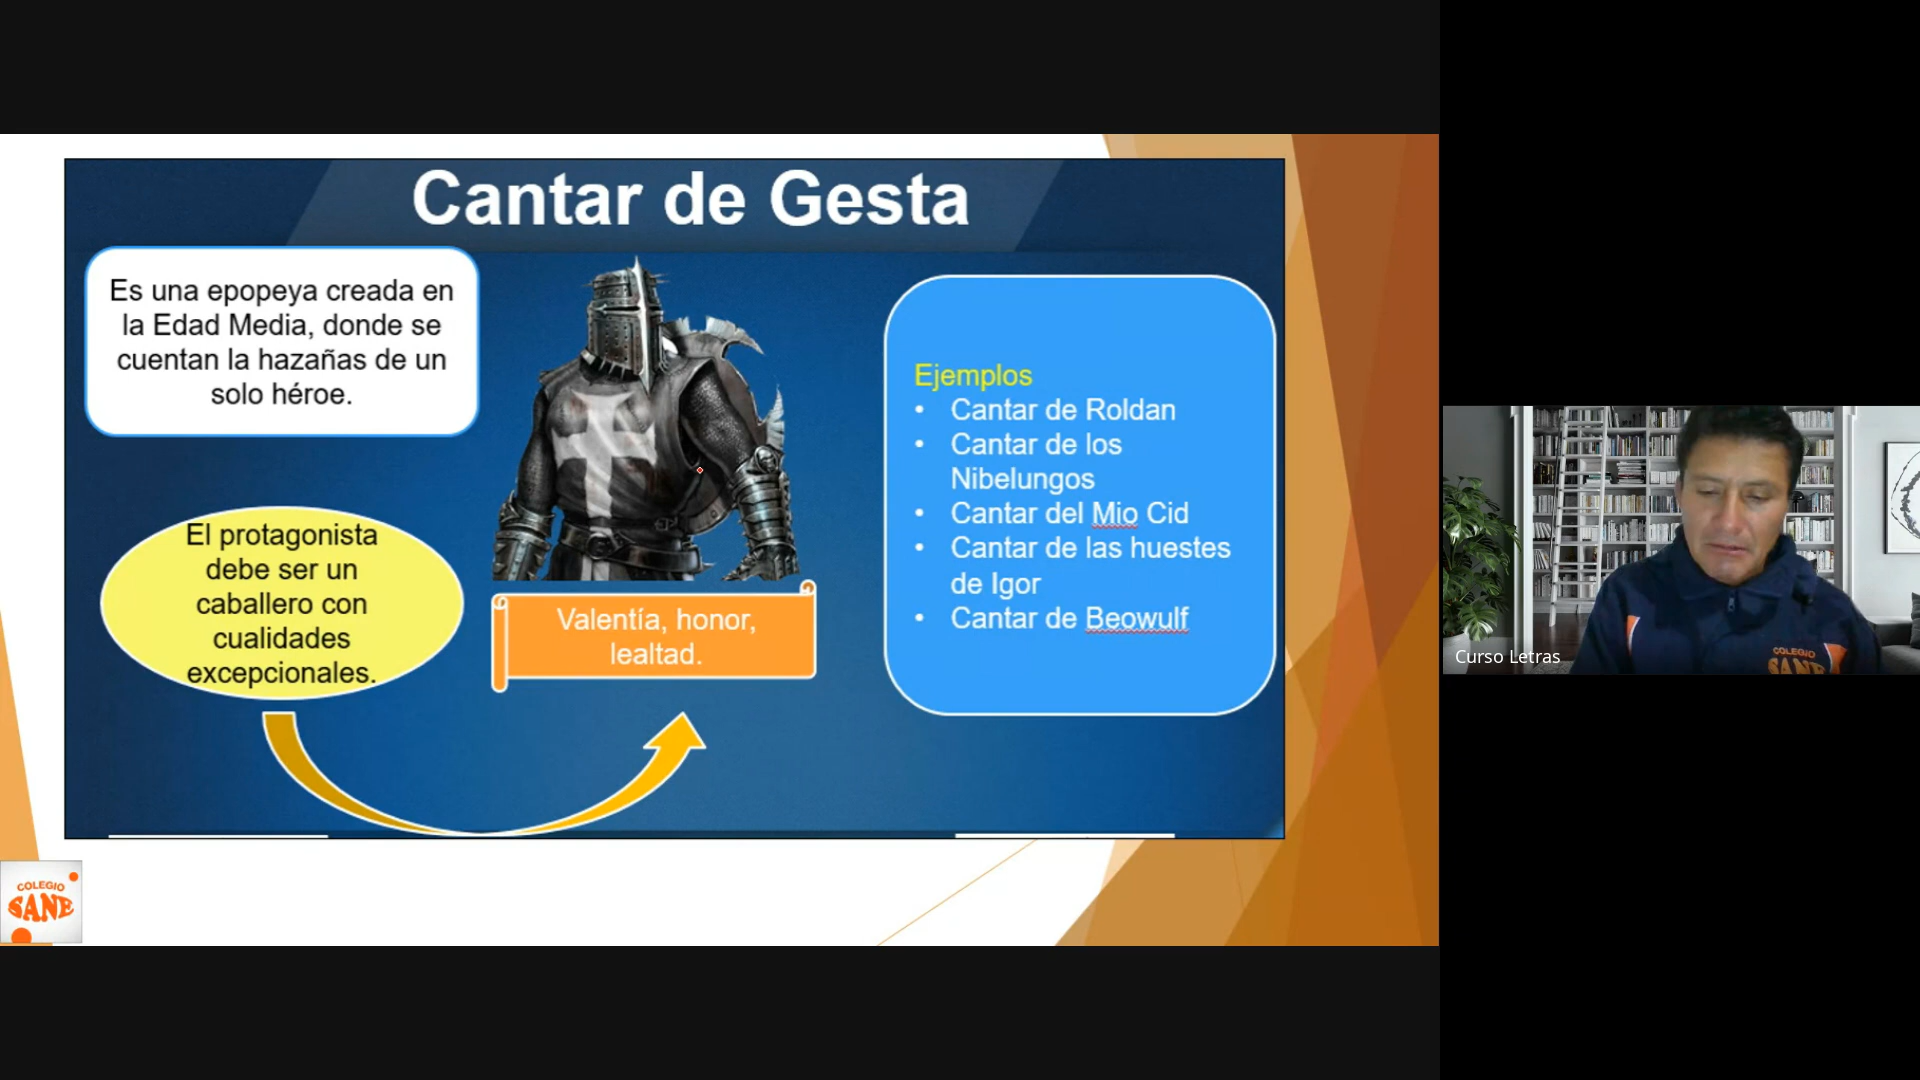 Cantar de Gesta
Es una epopeya creada en
la Edad Media, donde se
cuentan la hazañas de un
solo héroe.
El protagonista
debe ser un
caballero con
cualidades
excepcionales.
Valentía, honor,
lealtad.
Ejemplos
• Cantar de Roldan
• Cantar de los
Nibelungos
• Cantar del Mio Cid
• Cantar de las huestes
de Igor
• Cantar de Beowulf
COLEGIO
SANE
Curso Letras
COLEGIO
SANE